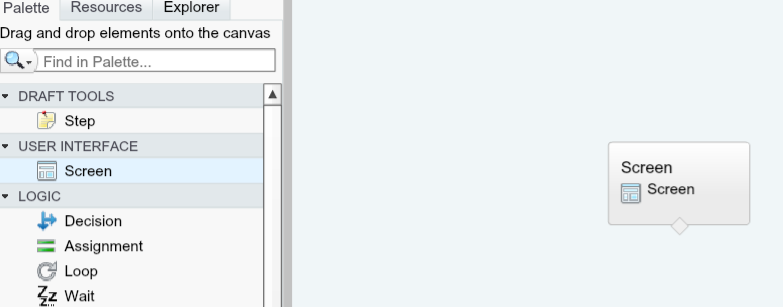 Palette Resources Explorer
Drag and drop elements onto the canvas
Find in Palette...
DRAFT TOOLS
Step
USER INTERFACE
Screen
LOGIC
Decision
Assignment
Loop
Wait
Screen
Screen